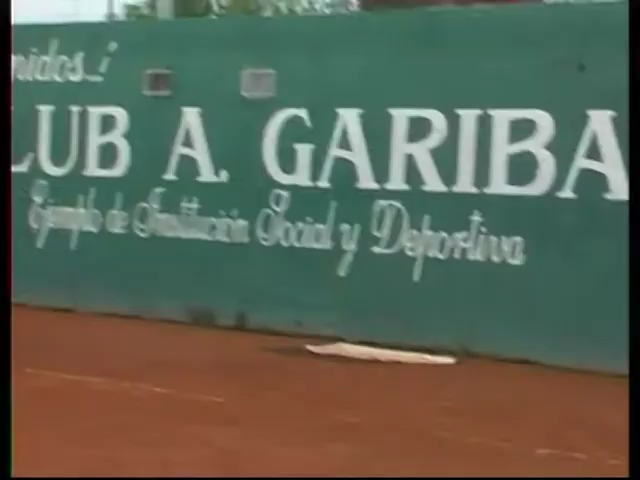 nidos..!
LUB A. GARIBA
Ejemplo de Institución Social y Deportiva